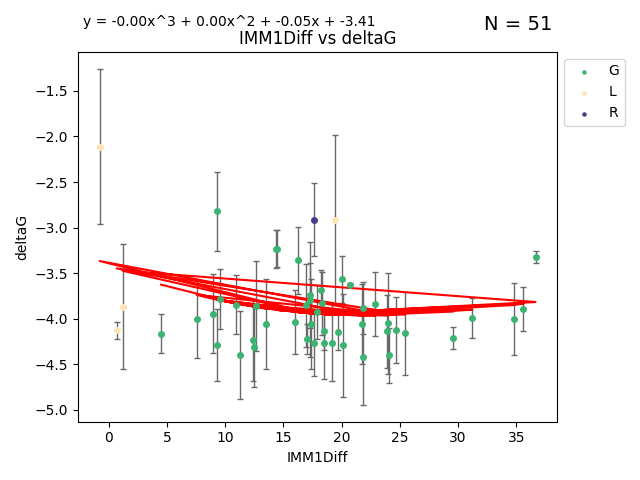 y = -0.00x^3 + 0.00x^2 + -0.05x + -3.41
N = 51
IMM1Diff vs deltaG
G
L
R
deltaG
−1.5
−2.0
−2.5
−3.0
−3.5
−4.0
−4.5
−5.0
0 5 10 15 20 25 30 35
IMM1Diff